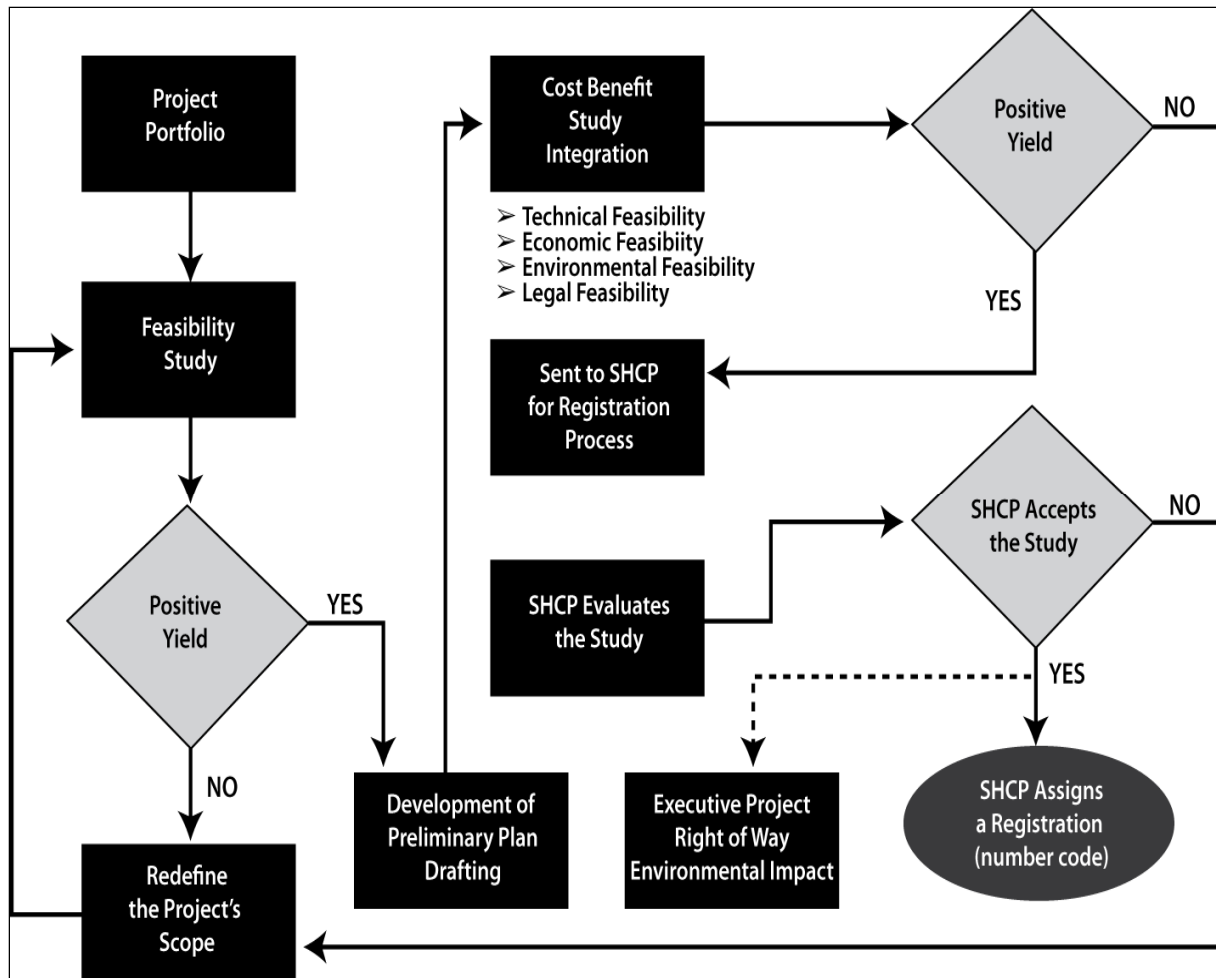 Project
Portfolio
Feasibility
Study
Positive
Yield
YES
NO
Redefine
the Project's
Scope
Development of
Preliminary Plan
Drafting
Cost Benefit
Study
Integration
➢ Technical Feasibility
➢ Economic Feasibiity
➢ Environmental Feasibility
➢ Legal Feasibility
Positive
Yield
NO
YES
Sent to SHCP
for Registration
Process
SHCP Evaluates
the Study
SHCP Accepts
the Study
NO
YES
Executive Project
Right of Way
Environmental Impact
SHCP Assigns
a Registration
(number code)